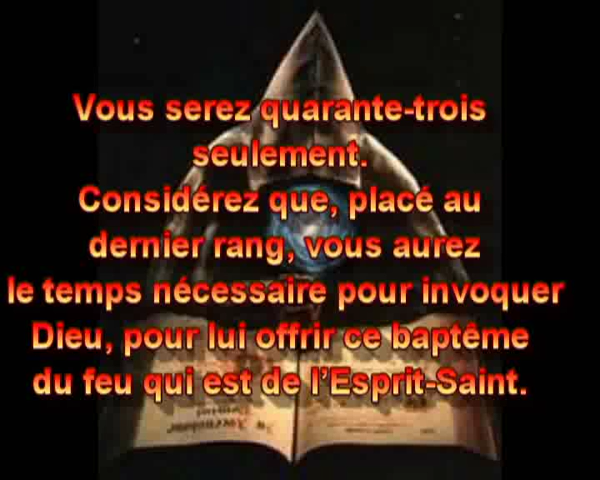 Vous serez quarante-trois
seulement.
Considérez que, placé au
dernier rang, vous aurez
le temps nécessaire pour invoquer
Dieu, pour lui offrir ce baptême
du feu qui est de l'Esprit-Saint.